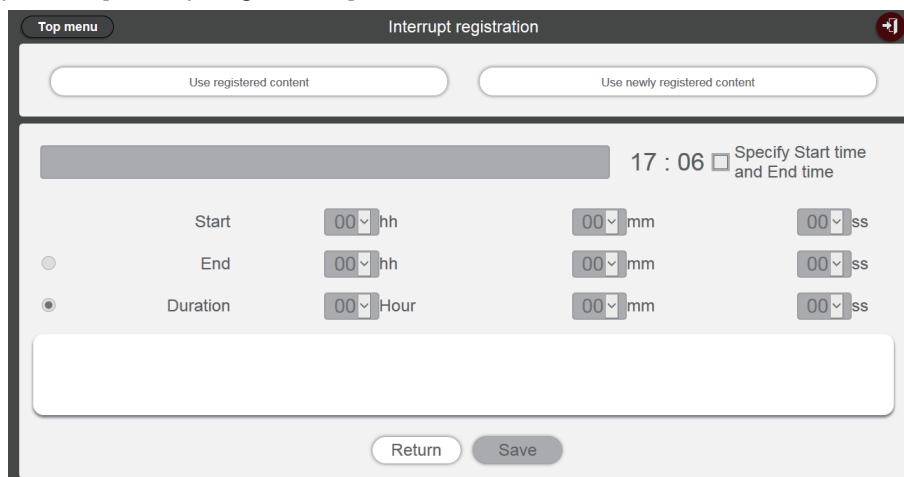 Top menu
Interrupt registration
Use registered content
Use newly registered content
17 : 06
Specify Start time
and End time
Start 00 hh 00 mm 00 ss
End 00 hh 00 mm 00 ss
Duration 00 Hour 00 mm 00 ss
Return
Save